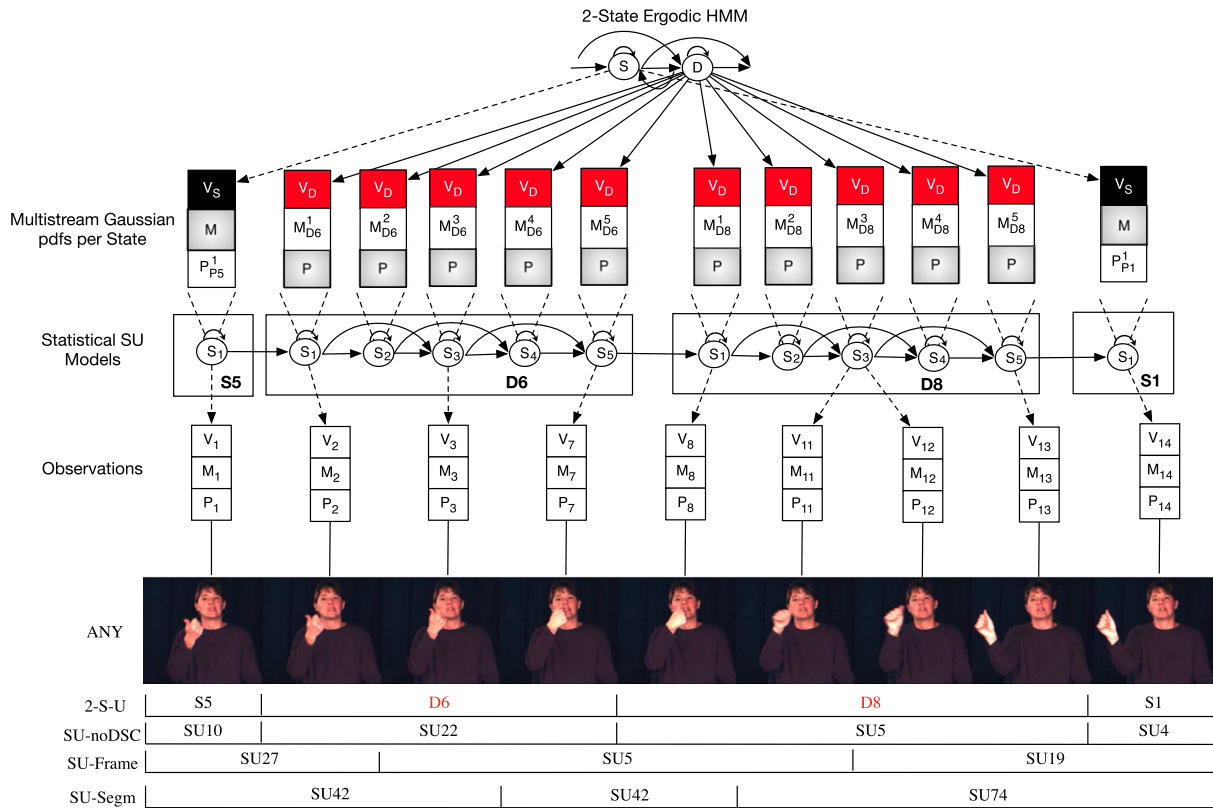 2-State Ergodic HMM
S D
V_S V_D V_D V_D V_D V_D V_D V_D V_D V_D V_D V_S
Multistream Gaussian
pdfs per State
M M^1_D6 M^2_D6 M^3_D6 M^4_D6 M^5_D6 M^1_D8 M^2_D8 M^3_D8 M^4_D8 M^5_D8 M
P^1_P5 P P P P P P P P P P P^1_P1
Statistical SU
Models
S_1 S_1 S_2 S_3 S_4 S_5 S_1 S_2 S_3 S_4 S_5 S_1
S5 D6 D8 S1
Observations
V_1 V_2 V_3 V_7 V_8 V_11 V_12 V_13 V_14
M_1 M_2 M_3 M_7 M_8 M_11 M_12 M_13 M_14
P_1 P_2 P_3 P_7 P_8 P_11 P_12 P_13 P_14
ANY
2-S-U S5 D6 D8 S1
SU-noDSC SU10 SU22 SU5 SU4
SU-Frame SU27 SU5 SU19
SU-Segm SU42 SU42 SU74